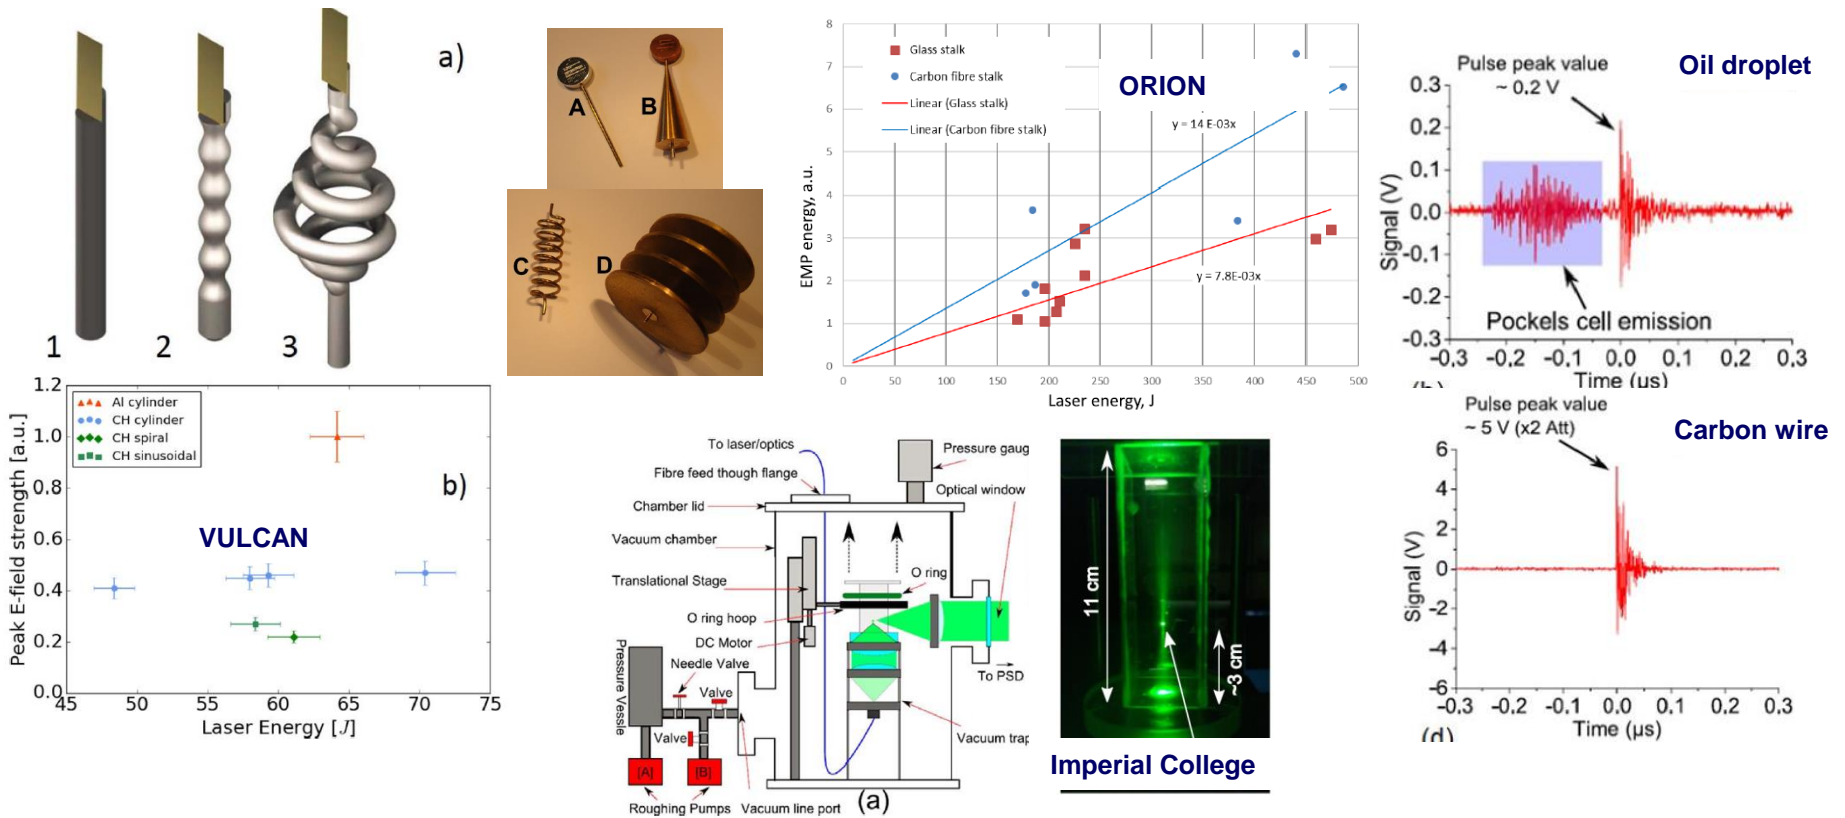 a)
1
2
3
A
B
C
D
8
7
6
5
4
3
2
1
0
EMP energy, a.u.
Glass stalk
Carbon fibre stalk
Linear (Glass stalk)
Linear (Carbon fibre stalk)
ORION
y = 14 E-03x
y = 7.8E-03x
0
50
100
150
200
250
300
350
400
450
500
Laser energy, J
Oil droplet
Pulse peak value
~ 0.2 V
0.3
0.2
0.1
0.0
-0.1
-0.2
-0.3
Signal (V)
Pockels cell emission
-0.3
-0.2
-0.1
0.0
0.1
0.2
0.3
Time (µs)
1.2
1.0
0.8
0.6
0.4
0.2
0.0
Peak E-field strength [a.u.]
Al cylinder
CH cylinder
CH spiral
CH sinusoidal
b)
VULCAN
45
50
55
60
65
70
75
Laser Energy [J]
To laser/optics
Fibre feed though flange
Chamber lid
Vacuum chamber
Translational Stage
O ring hoop
DC Motor
Needle Valve
Valve
Valve
Pressure Vessle
[A]
[B]
Roughing Pumps
Vacuum line port
(a)
Pressure gaug
Optical window
O ring
To PSD
Vacuum trap
11 cm
~3 cm
Imperial College
Carbon wire
Pulse peak value
~ 5 V (x2 Att)
6
4
2
0
-2
-4
-6
Signal (V)
-0.3
-0.2
-0.1
0.0
0.1
0.2
0.3
(d)
Time (µs)